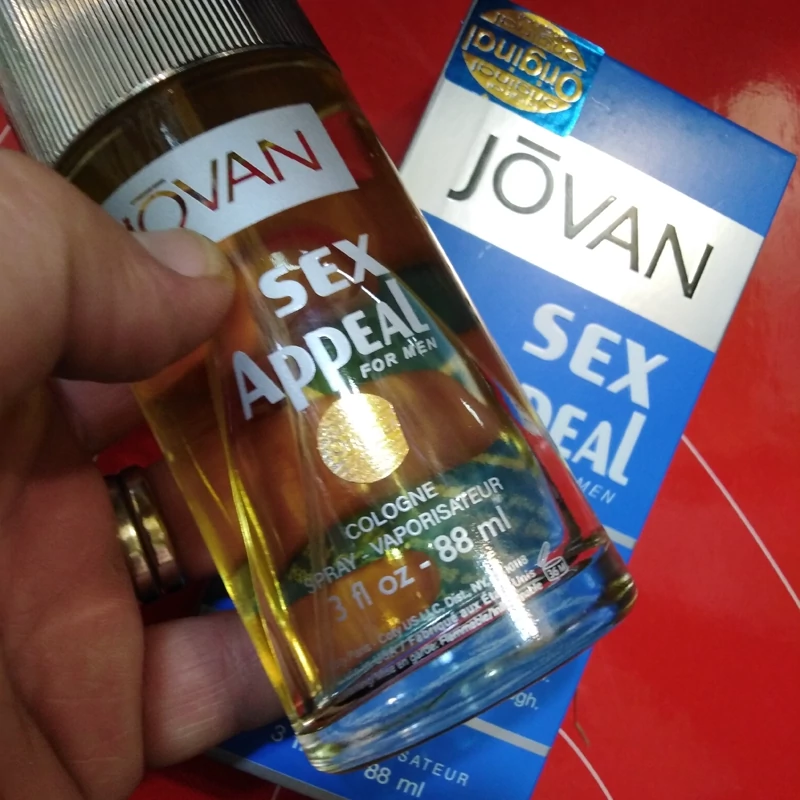 JŌVAN
SEX
APPEAL
FOR MEN
COLOGNE
SPRAY - VAPORISATEUR
3 fl oz - 88 ml
Original
JŌVAN
SEX
PEAL
MEN
88 ml